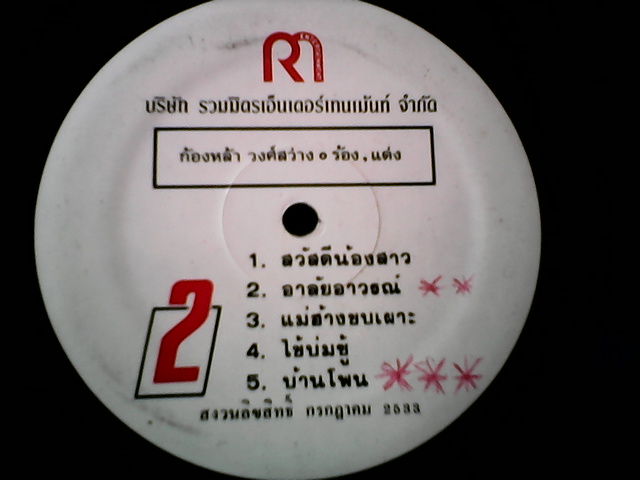 บริษัท รวมมิตรเอ็นเตอร์เทนเม้นท์ จำกัด
ก้องหล้า วงศ์สว่าง ๐ ร้อง, แต่ง
1. สวัสดีน้องสาว
2. อาลัยอาวรณ์
3. แม่ฮ้างขบเผาะ
4. ไข้บ่มชู้
5. บ้านโพน
2
สงวนลิขสิทธิ์ กรกฎาคม 2533